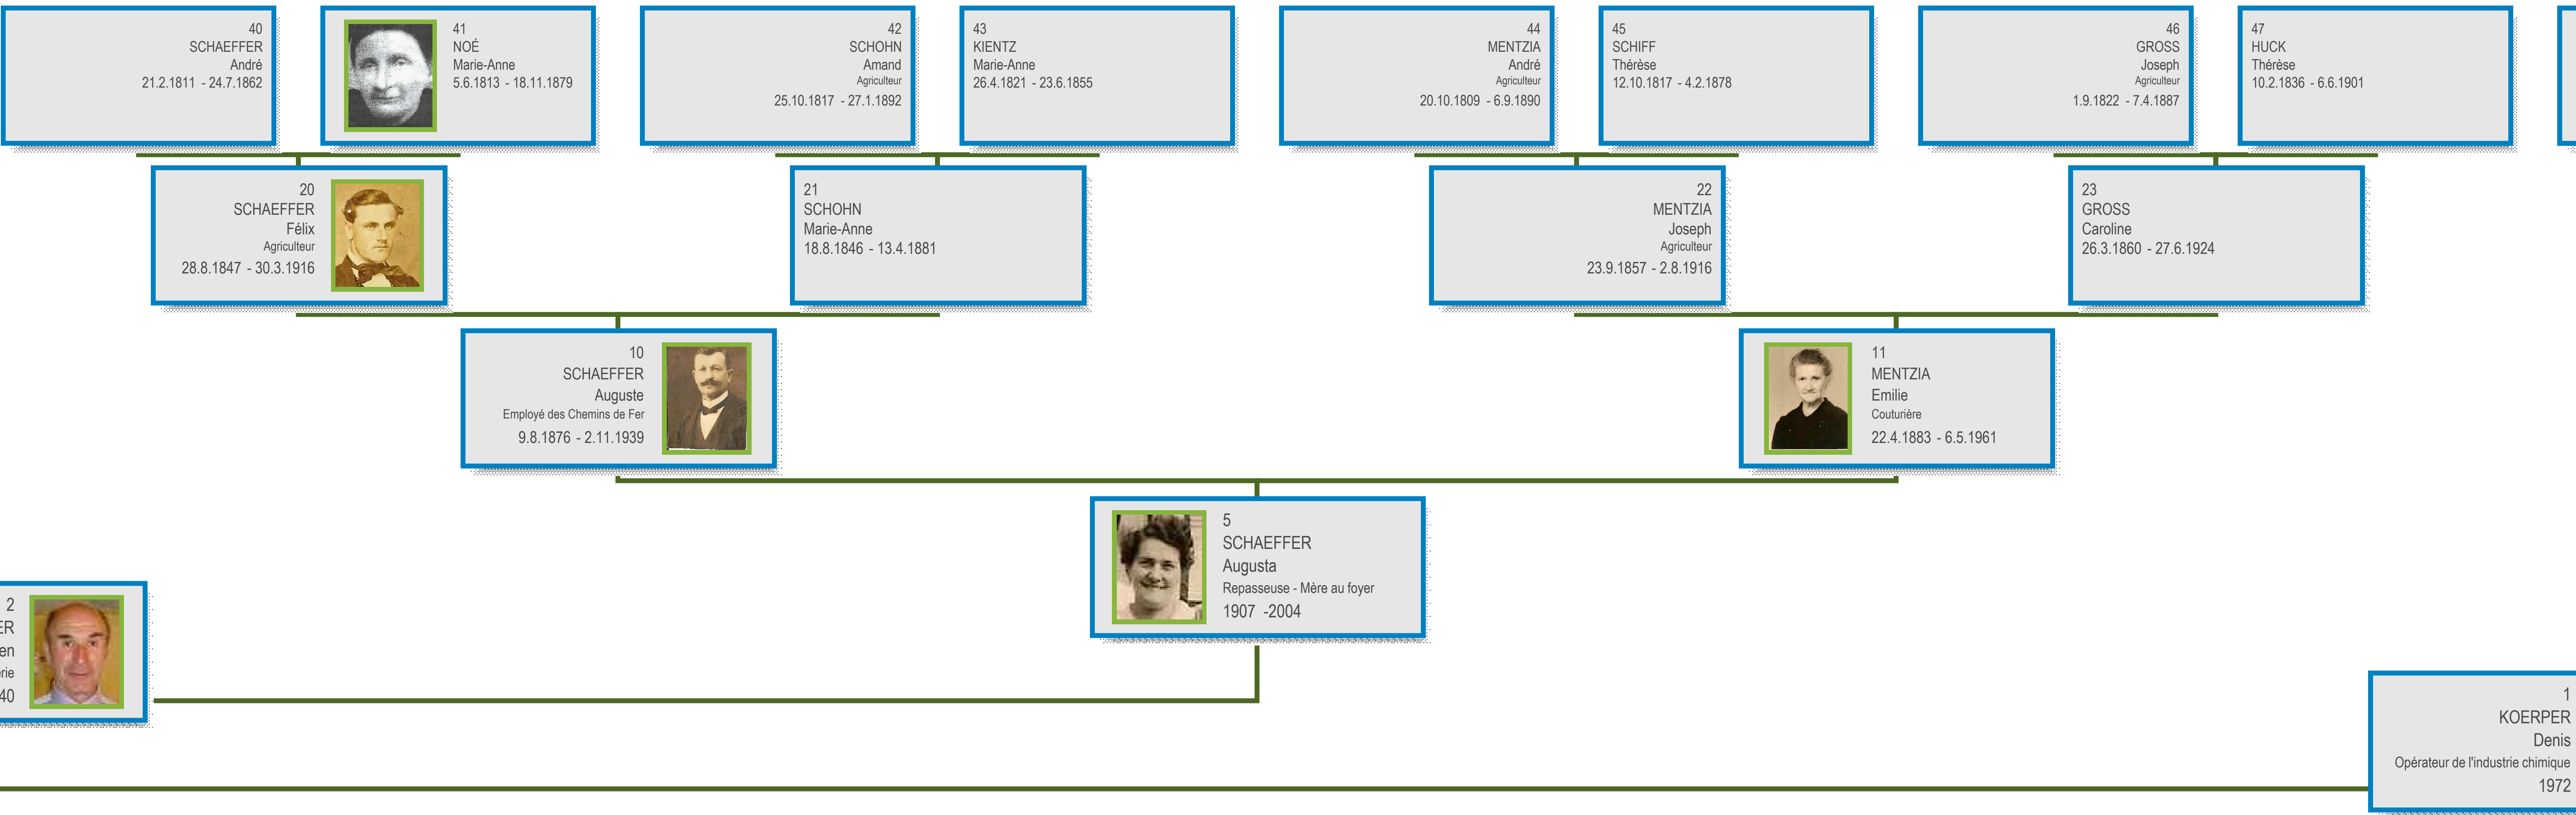 40
SCHAEFFER
André
21.2.1811 - 24.7.1862
41
NOÉ
Marie-Anne
5.6.1813 - 18.11.1879
42
SCHOHN
Amand
Agriculteur
25.10.1817 - 27.1.1892
43
KIENTZ
Marie-Anne
26.4.1821 - 23.6.1855
44
MENTZIA
André
Agriculteur
20.10.1809 - 6.9.1890
45
SCHIFF
Thérèse
12.10.1817 - 4.2.1878
46
GROSS
Joseph
Agriculteur
1.9.1822 - 7.4.1887
47
HUCK
Thérèse
10.2.1836 - 6.6.1901
20
SCHAEFFER
Félix
Agriculteur
28.8.1847 - 30.3.1916
21
SCHOHN
Marie-Anne
18.8.1846 - 13.4.1881
22
MENTZIA
Joseph
Agriculteur
23.9.1857 - 2.8.1916
23
GROSS
Caroline
26.3.1860 - 27.6.1924
10
SCHAEFFER
Auguste
Employé des Chemins de Fer
9.8.1876 - 2.11.1939
11
MENTZIA
Emilie
Couturière
22.4.1883 - 6.5.1961
5
SCHAEFFER
Augusta
Repasseuse - Mère au foyer
1907 -2004
2
ER
en
erie
40
1
KOERPER
Denis
Opérateur de l'industrie chimique
1972